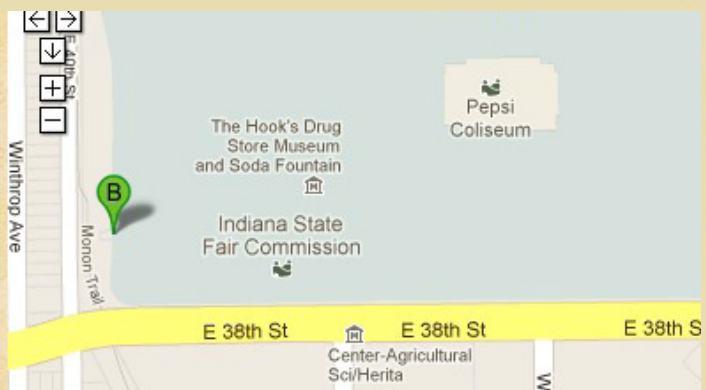 E 40th St
Pepsi
Coliseum
The Hook's Drug
Store Museum
and Soda Fountain
Winthrop Ave
B
Indiana State
Fair Commission
Monon Trail
E 38th St
E 38th St
E 38th S
Center-Agricultural
Sci/Herita
W